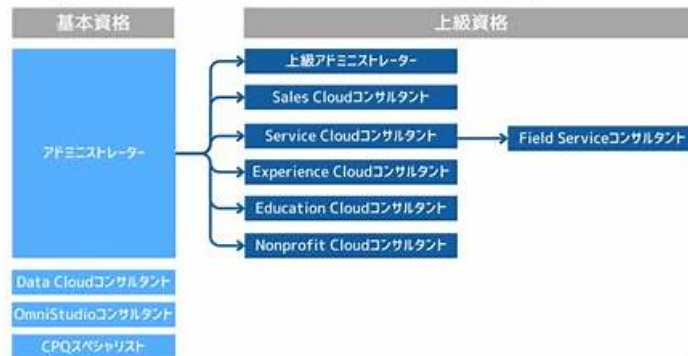 基本資格
上級資格
アドミニストレーター
上級アドミニストレーター
Sales Cloudコンサルタント
Service Cloudコンサルタント
Field Serviceコンサルタント
Experience Cloudコンサルタント
Education Cloudコンサルタント
Nonprofit Cloudコンサルタント
Data Cloudコンサルタント
OmniStudioコンサルタント
CPQスペシャリスト